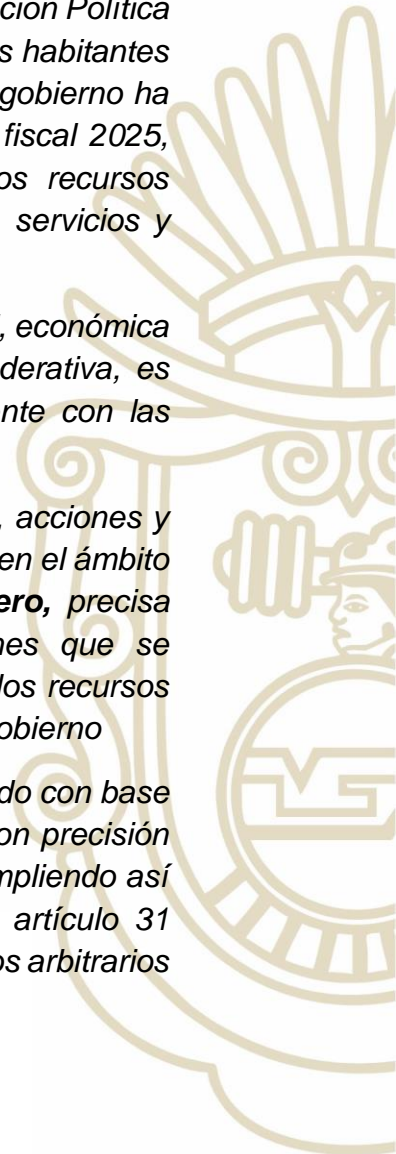 ción Política
s habitantes
gobierno ha
fiscal 2025,
os recursos
servicios y
, económica
derativa, es
nte con las
, acciones y
en el ámbito
ero, precisa
nes que se
los recursos
obierno
do con base
on precisión
mpliendo así
artículo 31
os arbitrarios